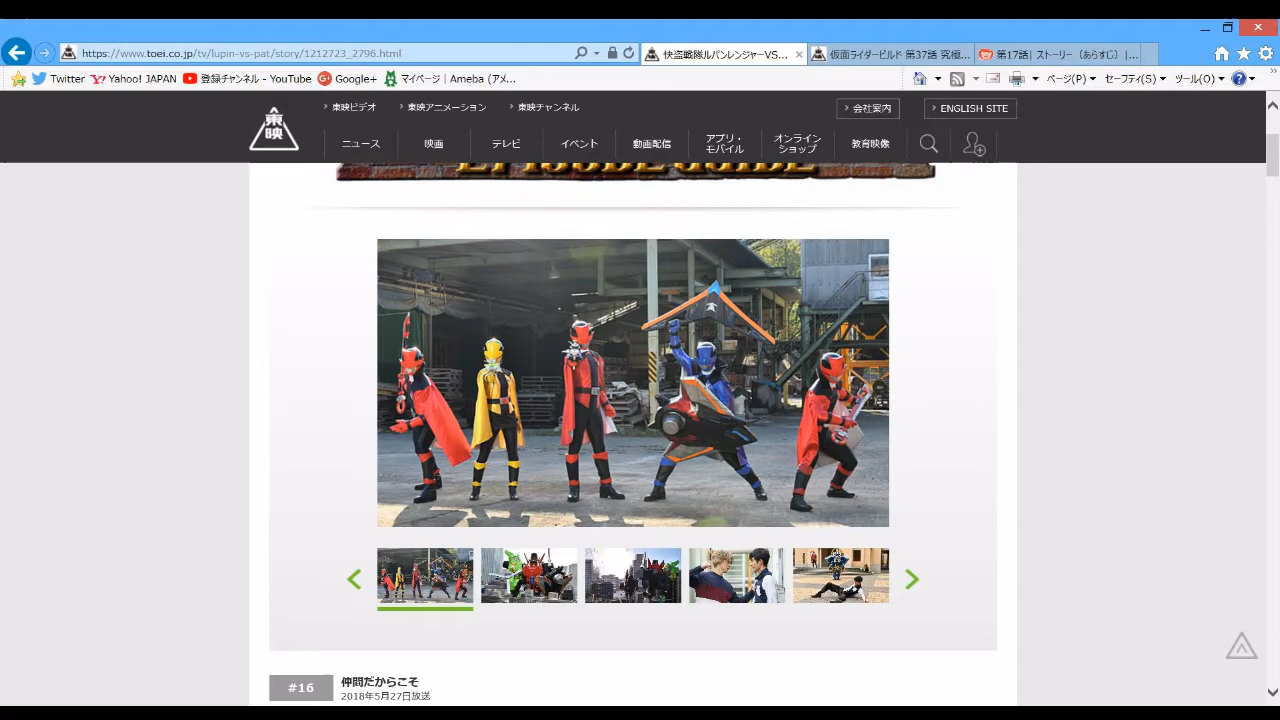 https://www.toei.co.jp/tv/lupin-vs-pat/story/1212723_2796.html
快盗戦隊ルパンレンジャーVS...
仮面ライダービルド 第37話 究極...
第17話| ストーリー（あらすじ）|...
Twitter
Yahoo! JAPAN
登録チャンネル - YouTube
Google+
マイページ | Ameba (アメ...
ページ(P)
セーフティ(S)
ツール(O)
東映
東映ビデオ
東映アニメーション
東映チャンネル
会社案内
ENGLISH SITE
ニュース
映画
テレビ
イベント
動画配信
アプリ・
モバイル
オンライン
ショップ
教育映像
EPISODE GUIDE
#16
仲間だからこそ
2018年5月27日放送